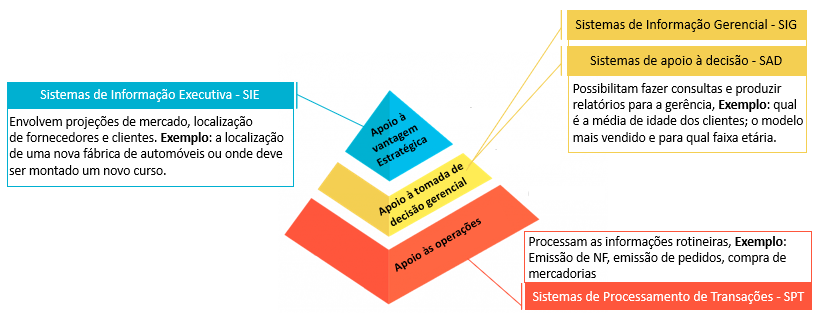 Sistemas de Informação Gerencial - SIG
Sistemas de apoio à decisão - SAD
Possibilitam fazer consultas e produzir
relatórios para a gerência, Exemplo: qual
é a média de idade dos clientes; o modelo
mais vendido e para qual faixa etária.
Sistemas de Informação Executiva - SIE
Envolvem projeções de mercado, localização
de fornecedores e clientes. Exemplo: a localização
de uma nova fábrica de automóveis ou onde deve
ser montado um novo curso.
Apoio à
vantagem
Estratégica
Apoio à tomada de
decisão gerencial
Apoio às operações
Processam as informações rotineiras, Exemplo:
Emissão de NF, emissão de pedidos, compra de
mercadorias
Sistemas de Processamento de Transações - SPT